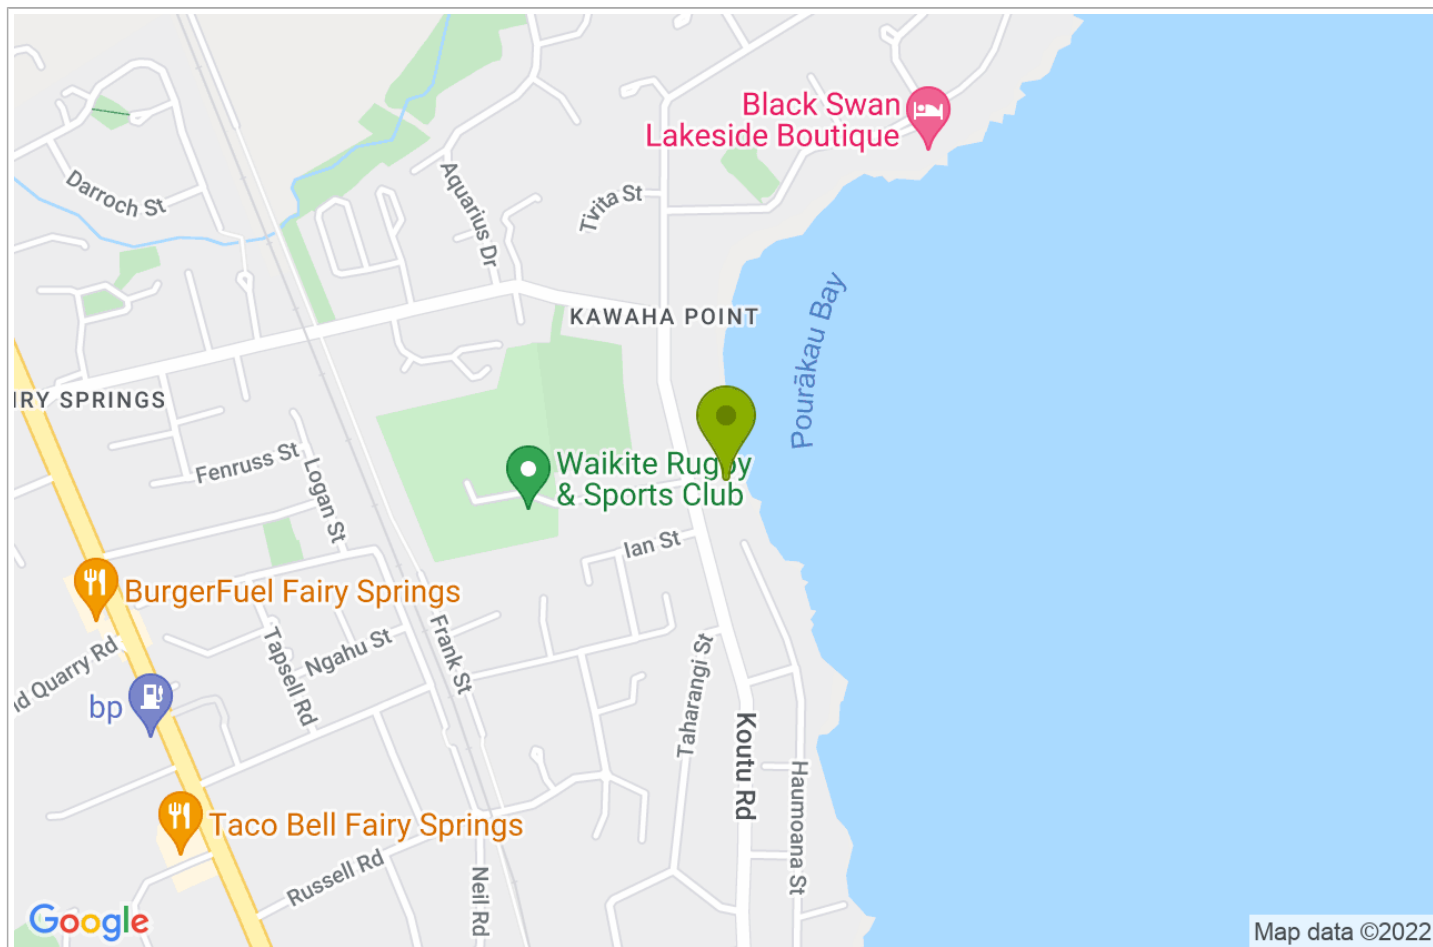 Black Swan
Lakeside Boutique
Darroch St
Aquarius Dr
Tivita St
Pourākau Bay
KAWAHA POINT
IRY SPRINGS
Fenruss St
Logan St
Waikite Rugby
& Sports Club
Ian St
BurgerFuel Fairy Springs
Frank St
Tapsell Rd
Ngahu St
Taharangi St
ld Quarry Rd
bp
Koutu Rd
Haumoana St
Taco Bell Fairy Springs
Russell Rd
Neil Rd
Google
Map data ©2022